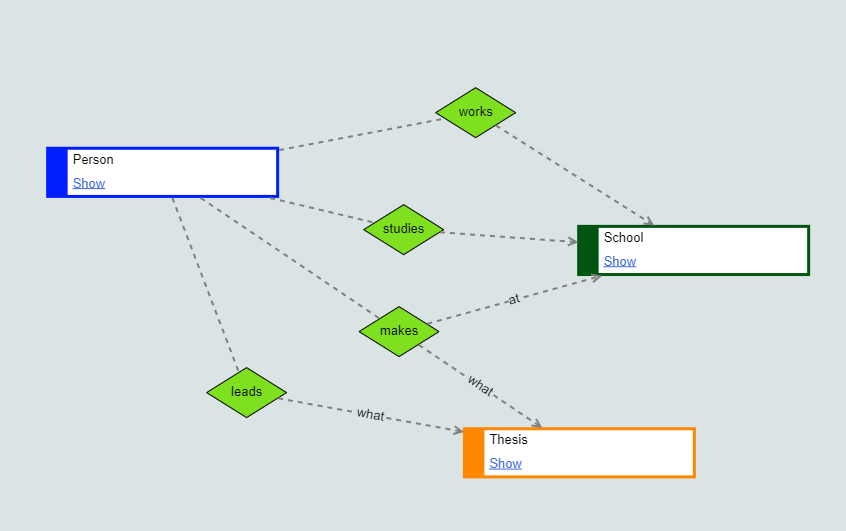 works
Person
Show
studies
School
Show
at
makes
what
leads
what
Thesis
Show